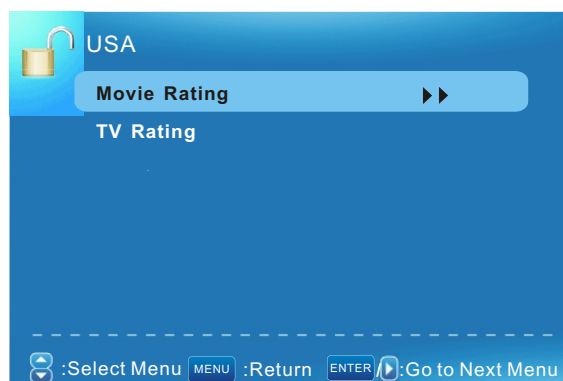 USA
Movie Rating
TV Rating
:Select Menu MENU :Return ENTER/ :Go to Next Menu